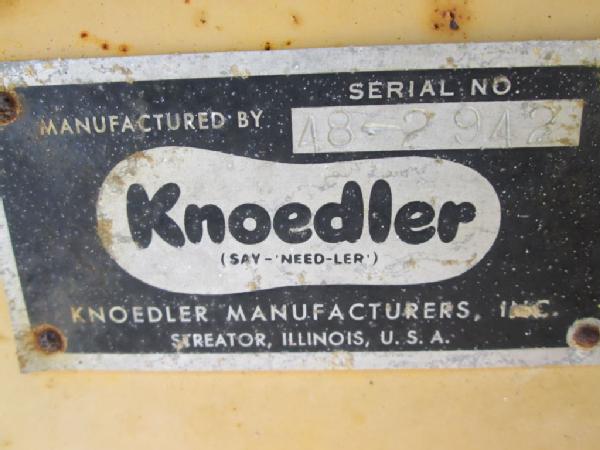 SERIAL NO.
MANUFACTURED BY 48-2942
Knoedler
(SAY-'NEED-LER')
KNOEDLER MANUFACTURERS, INC.
STREATOR, ILLINOIS, U. S. A.